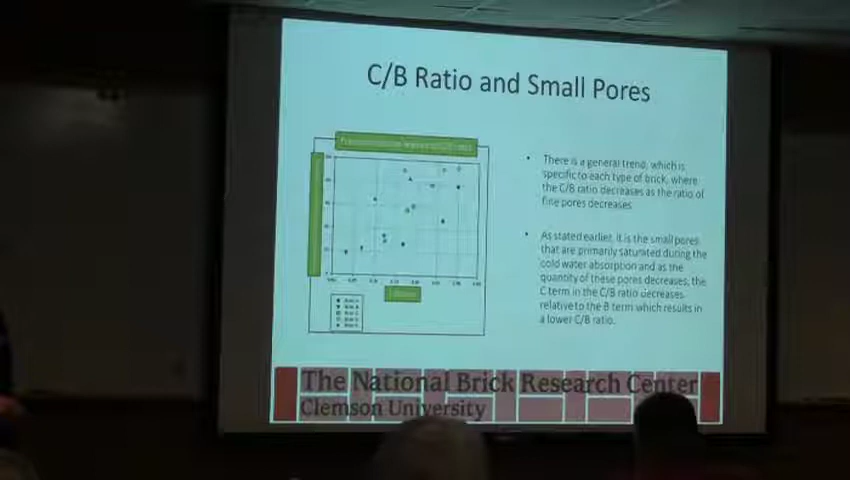 C/B Ratio and Small Pores
• There is a general trend, which is
specific to each type of brick, where
the C/B ratio decreases as the ratio of
fine pores decreases
• As stated earlier, it is the small pores
that are primarily saturated during the
cold water absorption and as the
quantity of these pores decreases, the
C term in the C/B ratio decreases
relative to the B term which results in
a lower C/B ratio.
The National Brick Research Center
Clemson University